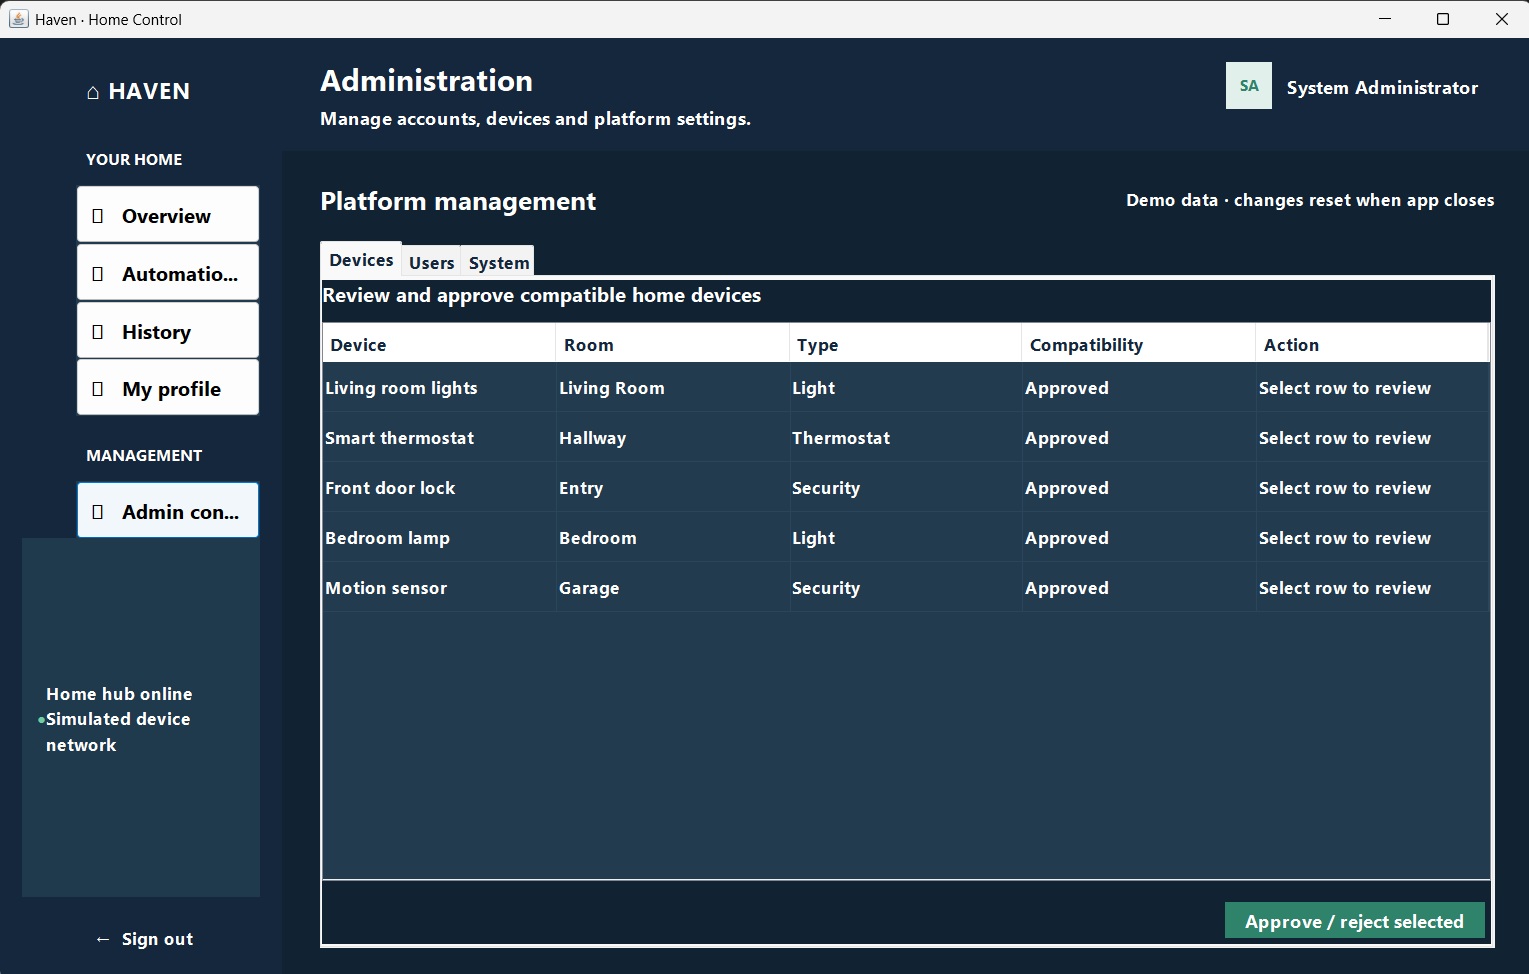 Haven · Home Control
⌂ HAVEN
YOUR HOME
Overview
Automatio...
History
My profile
MANAGEMENT
Admin con...
Home hub online
Simulated device
network
← Sign out
Administration
Manage accounts, devices and platform settings.
SA
System Administrator
Platform management
Demo data · changes reset when app closes
Devices Users System
Review and approve compatible home devices
Device Room Type Compatibility Action
Living room lights Living Room Light Approved Select row to review
Smart thermostat Hallway Thermostat Approved Select row to review
Front door lock Entry Security Approved Select row to review
Bedroom lamp Bedroom Light Approved Select row to review
Motion sensor Garage Security Approved Select row to review
Approve / reject selected